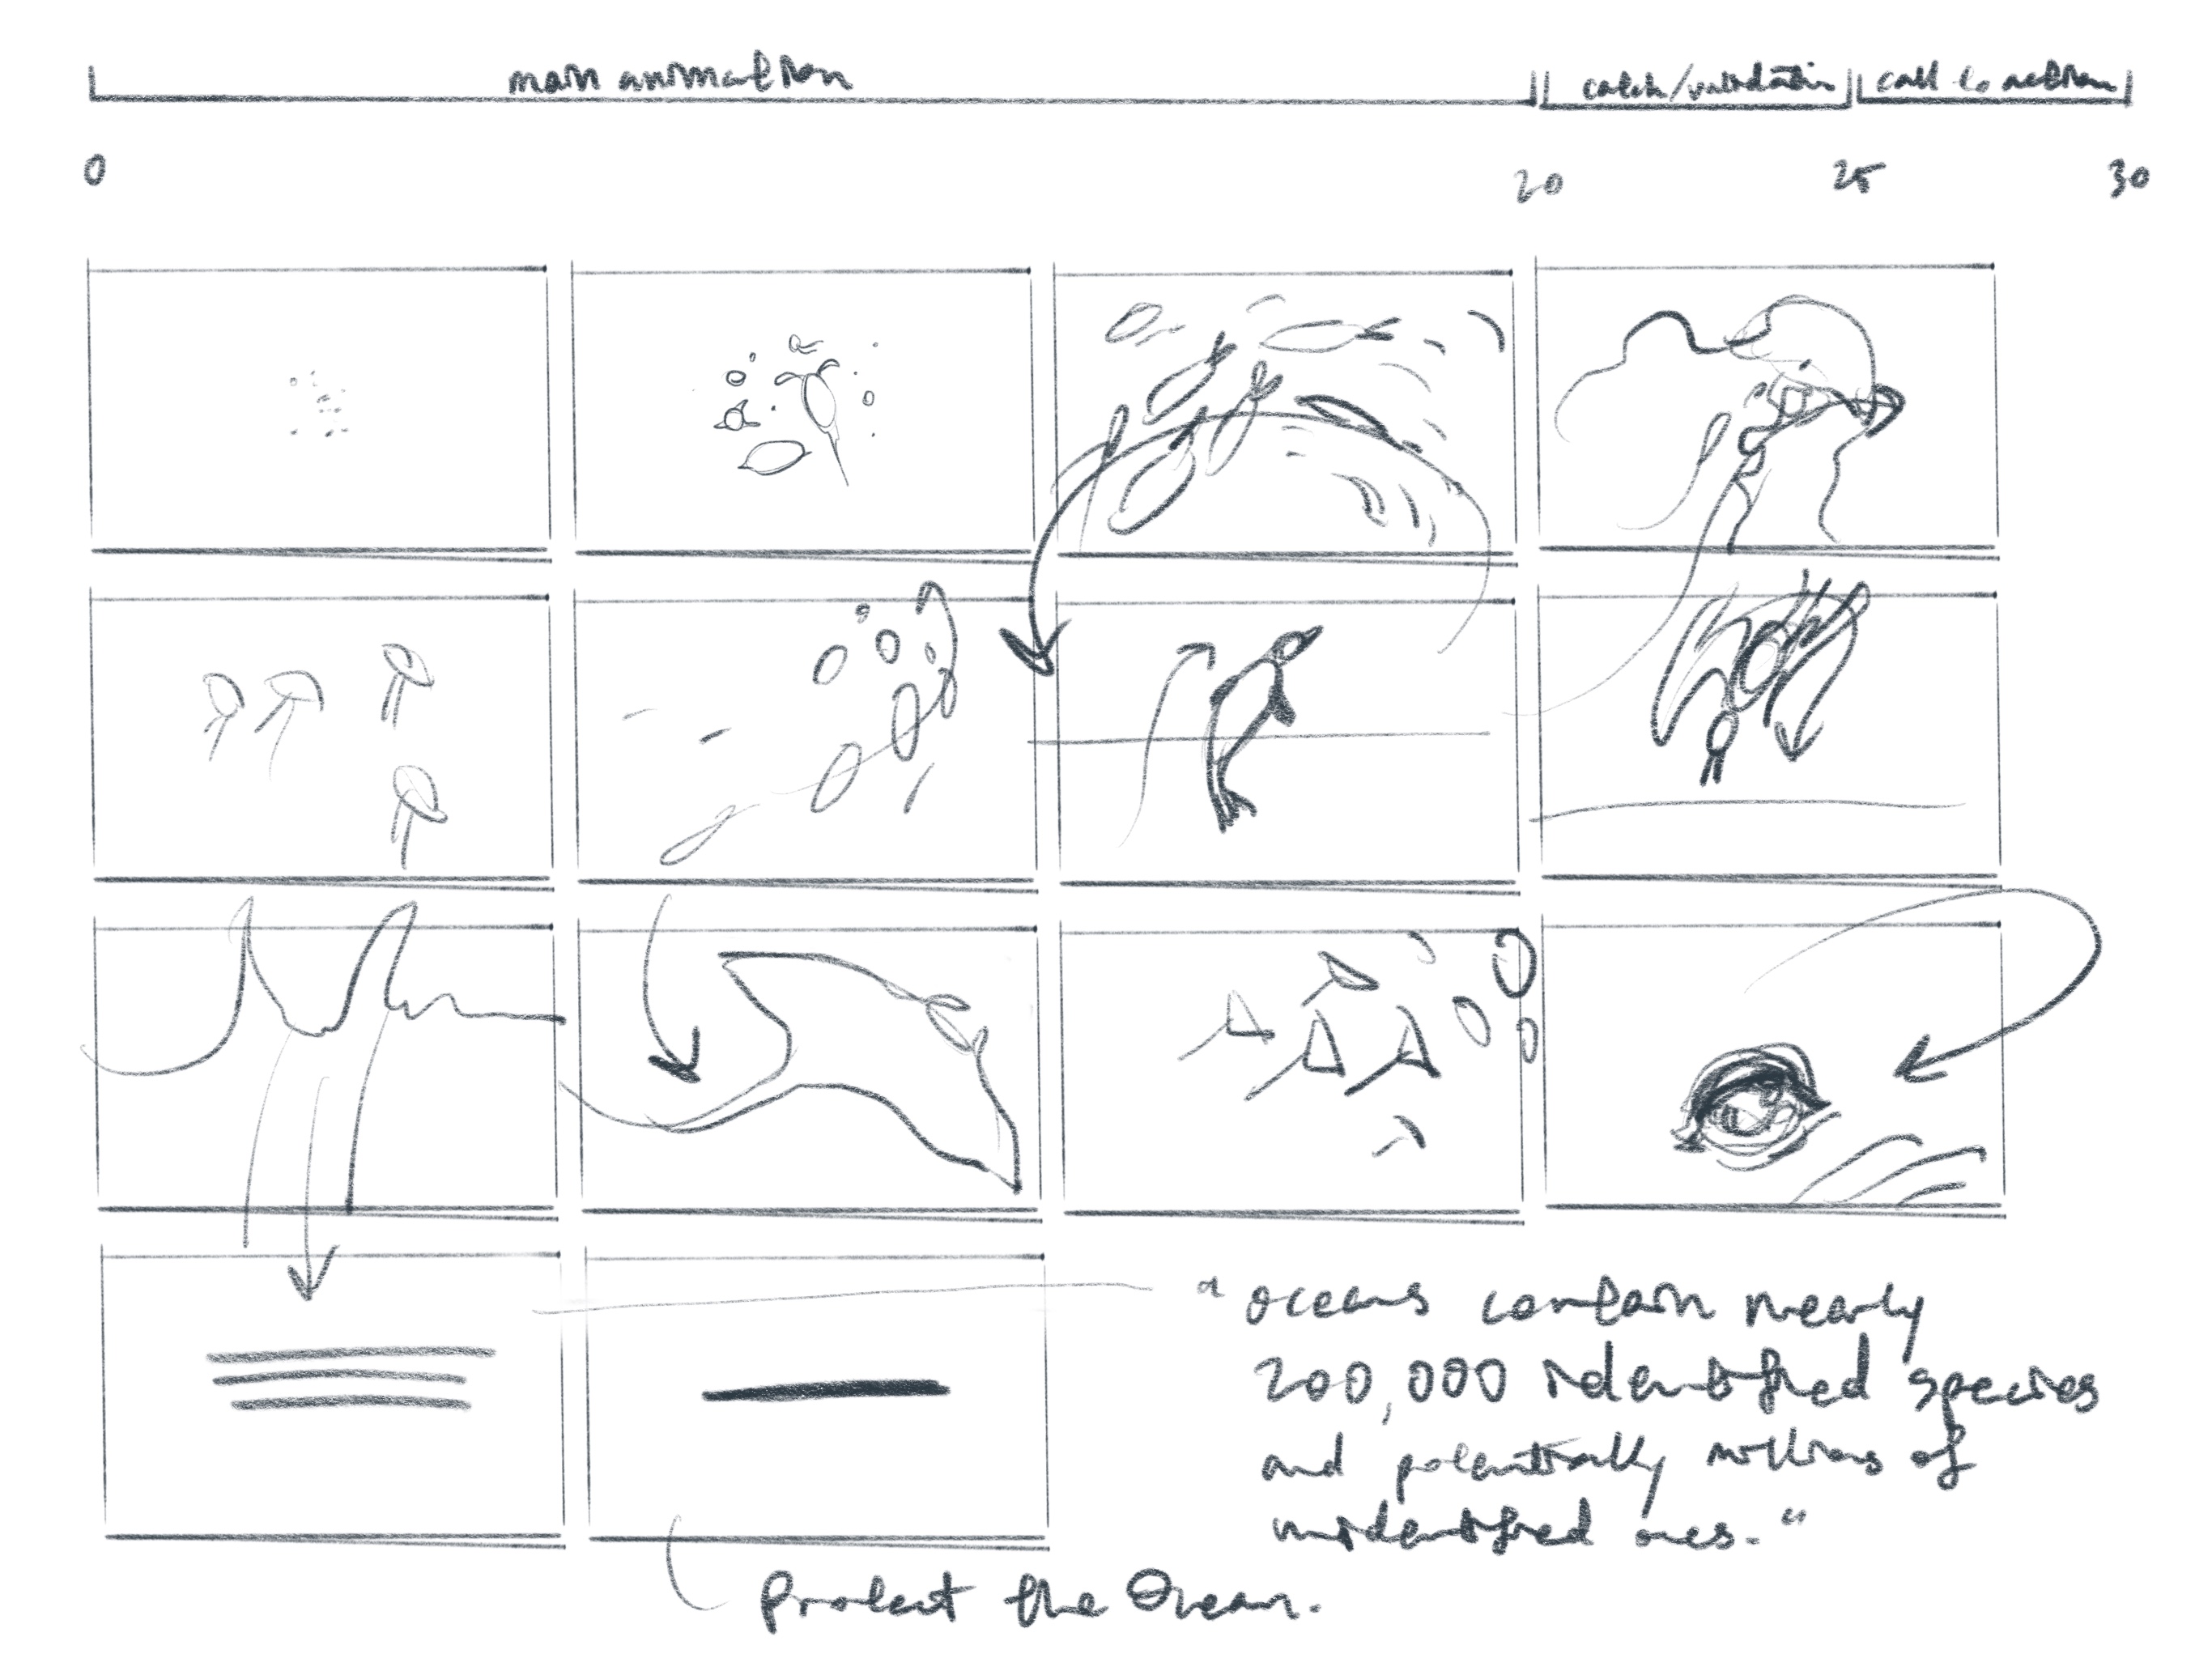 main animation
catch/validation
call to action
0
20
25
30
"oceans contain nearly
200,000 identified species
and potentially millions of
unidentified ones."
Protect the Ocean.